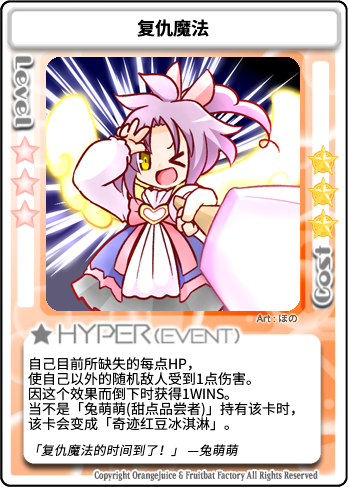 复仇魔法
Level
Cost
Art : ほの
HYPER(EVENT)
自己目前所缺失的每点HP，
使自己以外的随机敌人受到1点伤害。
因这个效果而倒下时获得1WINS。
当不是「兔萌萌(甜点品尝者)」持有该卡时，
该卡会变成「奇迹红豆冰淇淋」。
「复仇魔法的时间到了！」 —兔萌萌
Copyright OrangeJuice & Fruitbat Factory All Rights Reserved